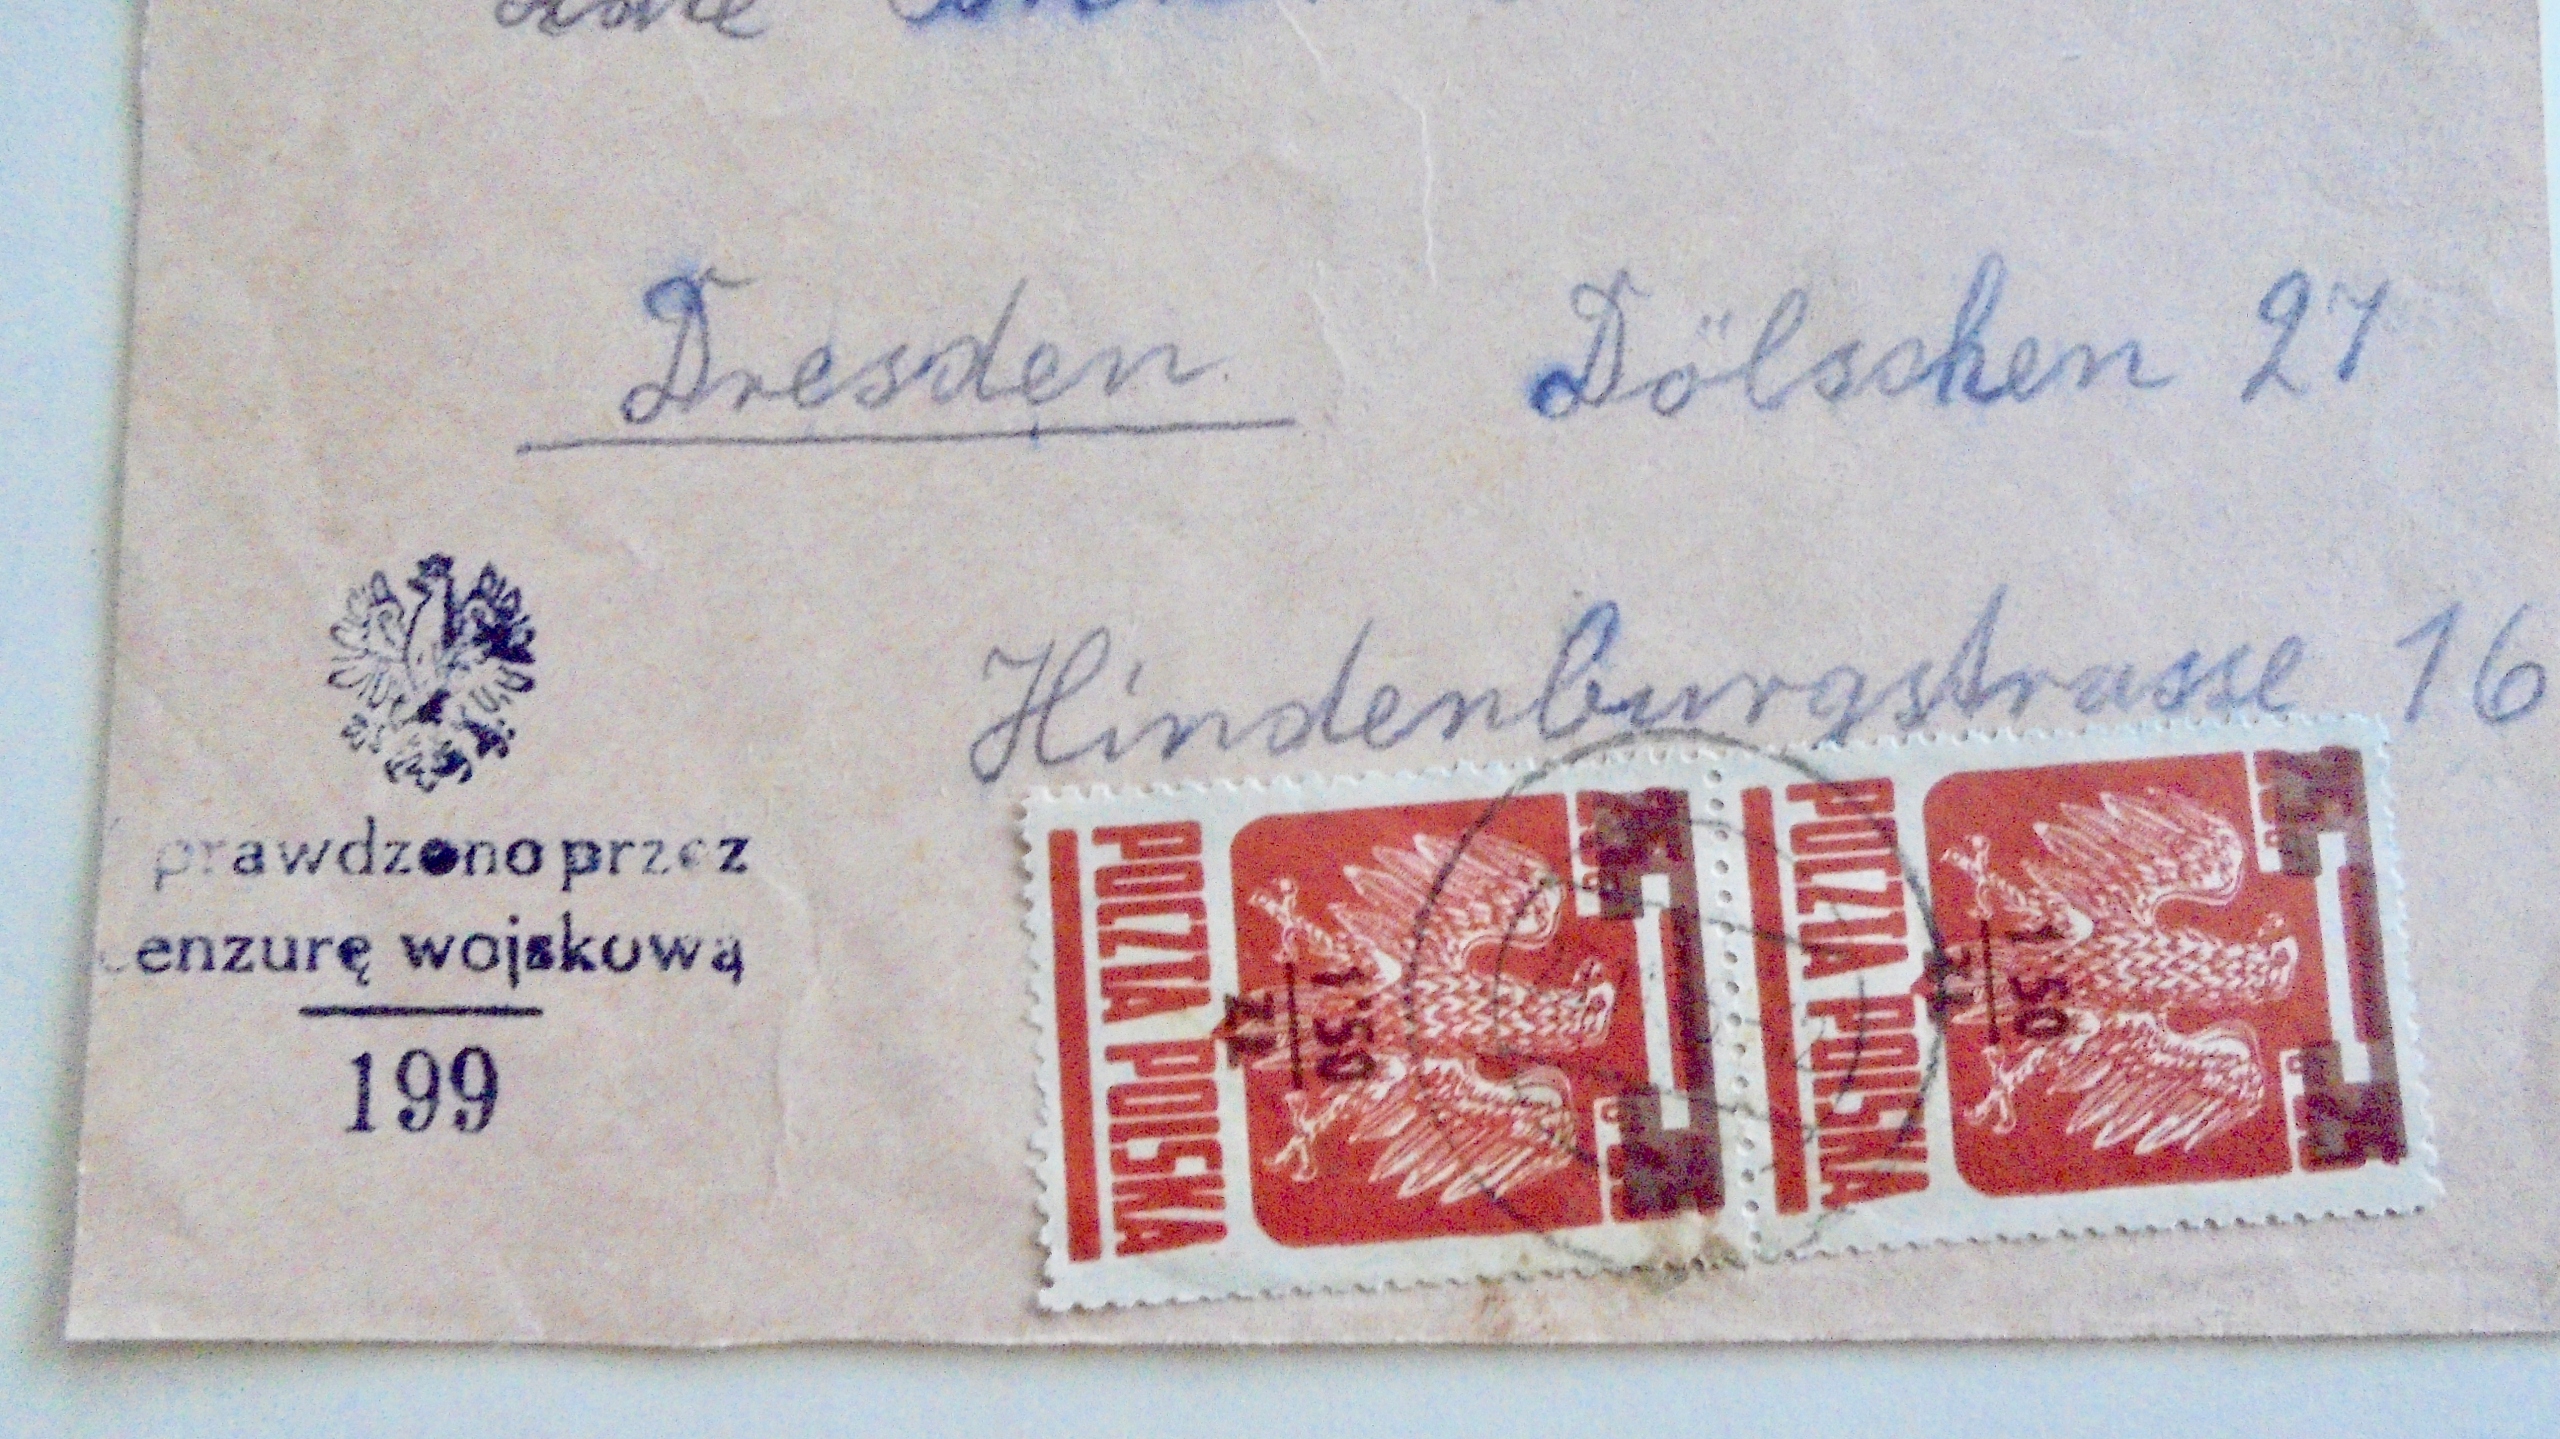 Dresden Dölschen 27
Hindenburgstrasse 16
prawdzono przez
cenzurę wojskową
199
POCZTA POLSKA
1'50
ZŁ
POCZTA POLSKA
1'50
ZŁ